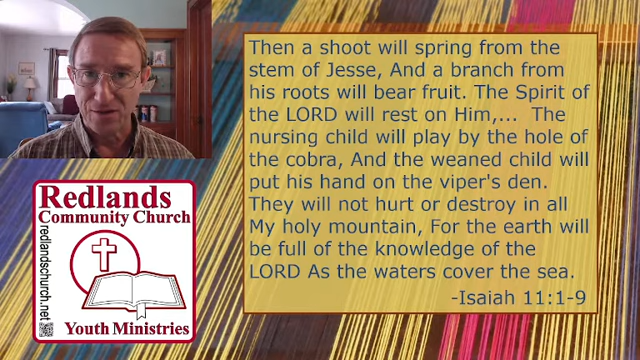 Then a shoot will spring from the
stem of Jesse, And a branch from
his roots will bear fruit. The Spirit of
the LORD will rest on Him,... The
nursing child will play by the hole of
the cobra, And the weaned child will
put his hand on the viper's den.
They will not hurt or destroy in all
My holy mountain, For the earth will
be full of the knowledge of the
LORD As the waters cover the sea.
-Isaiah 11:1-9
Redlands
Community Church
redlandschurch.net
Youth Ministries